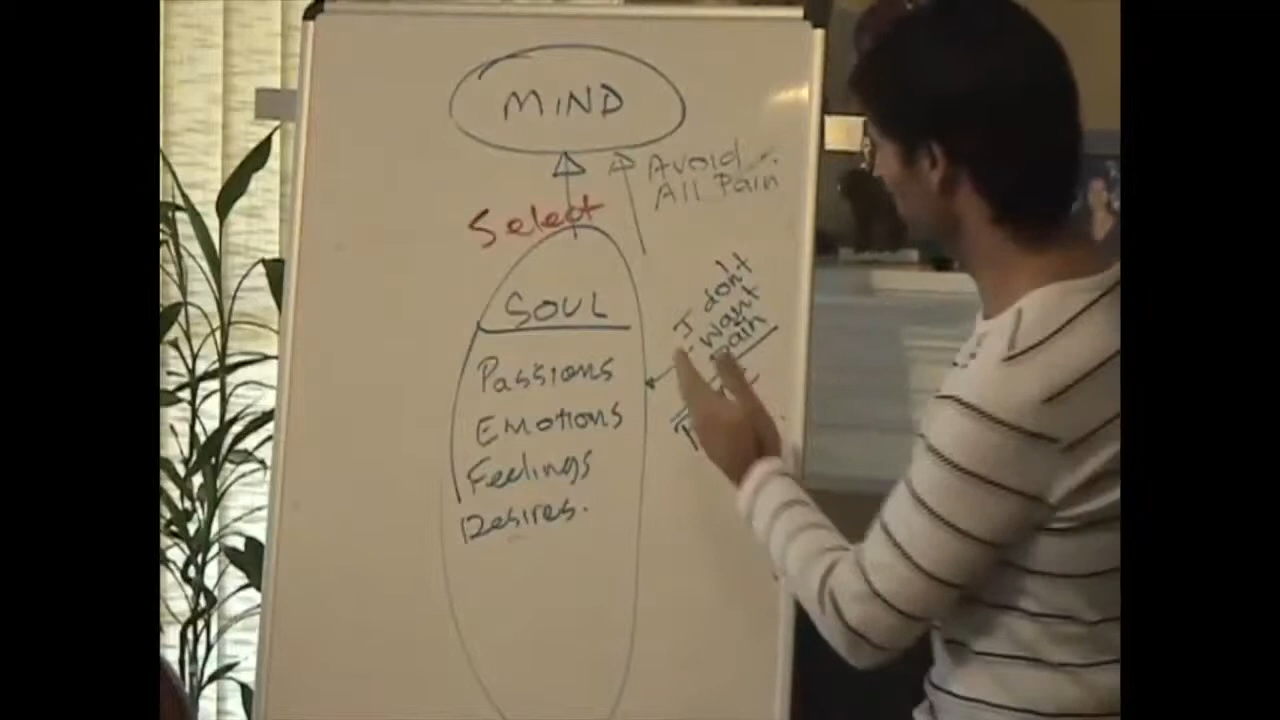 MIND
Avoid
All Pain
Select
SOUL
I don't
want
pain
Passions
Emotions
Feelings
Desires.